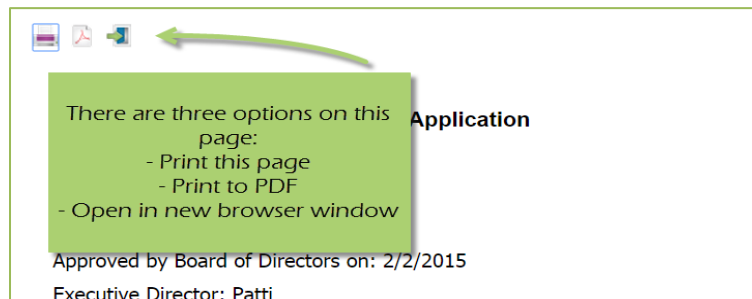 Application
There are three options on this
page:
- Print this page
- Print to PDF
- Open in new browser window
Approved by Board of Directors on: 2/2/2015
Executive Director: Patti